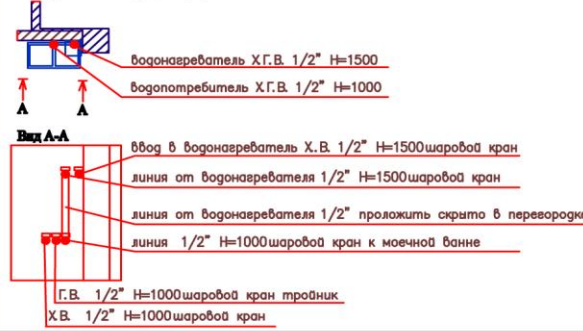 водонагреватель Х.Г.В. 1/2" Н=1500
водопотребитель Х.Г.В. 1/2" Н=1000
А А
Вид А-А
ввод в водонагреватель Х.В. 1/2" Н=1500шаровой кран
линия от водонагревателя 1/2" Н=1500шаровой кран
линия от водонагревателя 1/2" проложить скрыто в перегородке
линия 1/2" Н=1000шаровой кран к моечной ванне
Г.В. 1/2" Н=1000шаровой кран тройник
Х.В. 1/2" Н=1000шаровой кран